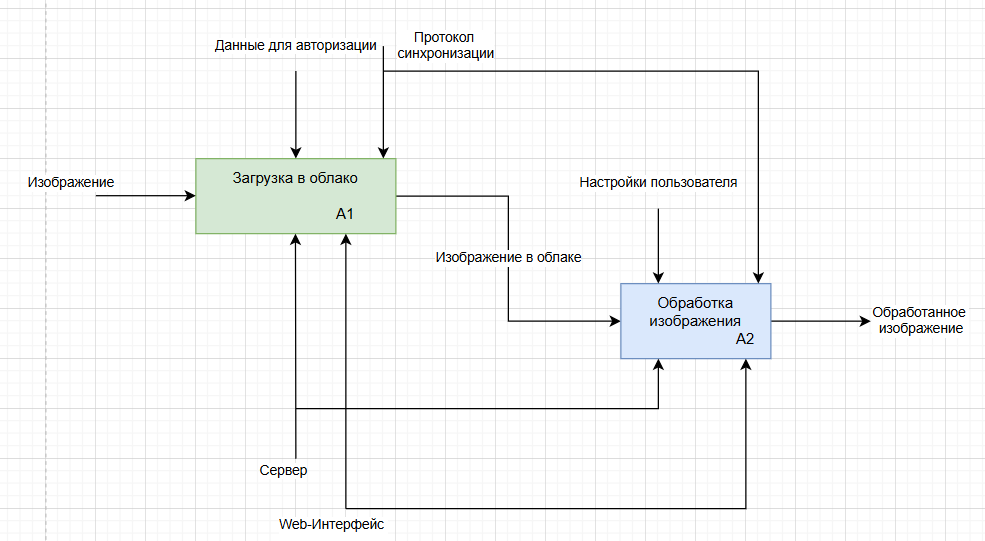 Данные для авторизации
Протокол
синхронизации
Изображение
Загрузка в облако
A1
Настройки пользователя
Изображение в облаке
Обработка
изображения
A2
Обработанное
изображение
Сервер
Web-Интерфейс